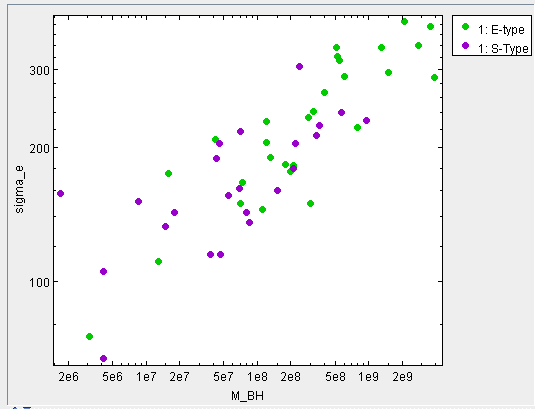 1: E-type
1: S-Type
300
200
100
sigma_e
2e6 5e6 1e7 2e7 5e7 1e8 2e8 5e8 1e9 2e9
M_BH